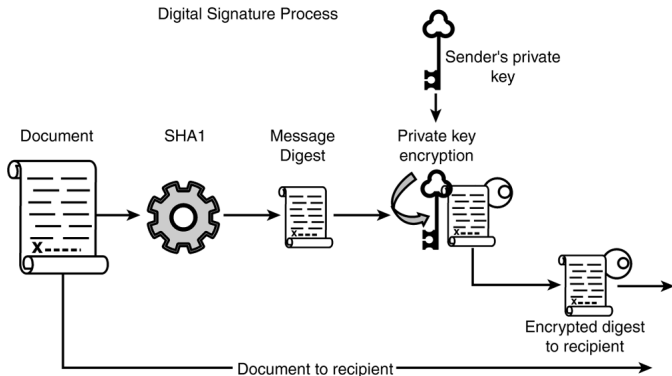 Digital Signature Process
Sender's private
key
Document
SHA1
Message
Digest
Private key
encryption
X
X
X
X
Encrypted digest
to recipient
Document to recipient